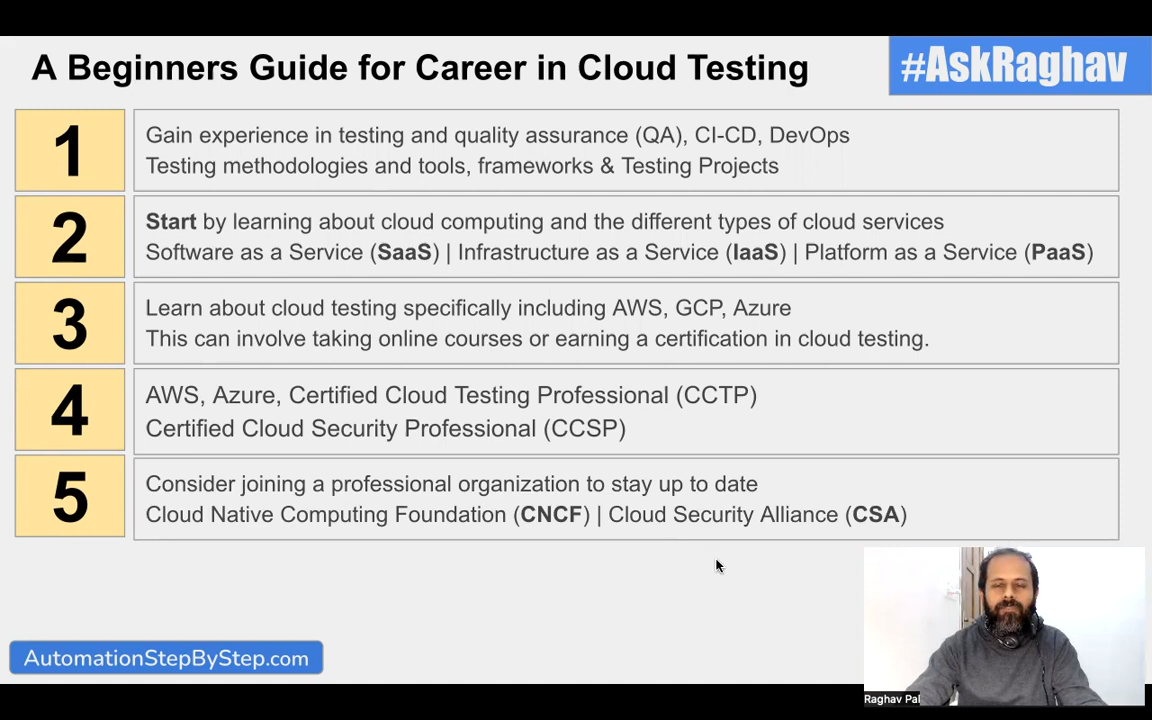 A Beginners Guide for Career in Cloud Testing
#AskRaghav
1
Gain experience in testing and quality assurance (QA), CI-CD, DevOps
Testing methodologies and tools, frameworks & Testing Projects
2
Start by learning about cloud computing and the different types of cloud services
Software as a Service (SaaS) | Infrastructure as a Service (IaaS) | Platform as a Service (PaaS)
3
Learn about cloud testing specifically including AWS, GCP, Azure
This can involve taking online courses or earning a certification in cloud testing.
4
AWS, Azure, Certified Cloud Testing Professional (CCTP)
Certified Cloud Security Professional (CCSP)
5
Consider joining a professional organization to stay up to date
Cloud Native Computing Foundation (CNCF) | Cloud Security Alliance (CSA)
AutomationStepByStep.com
Raghav Pal